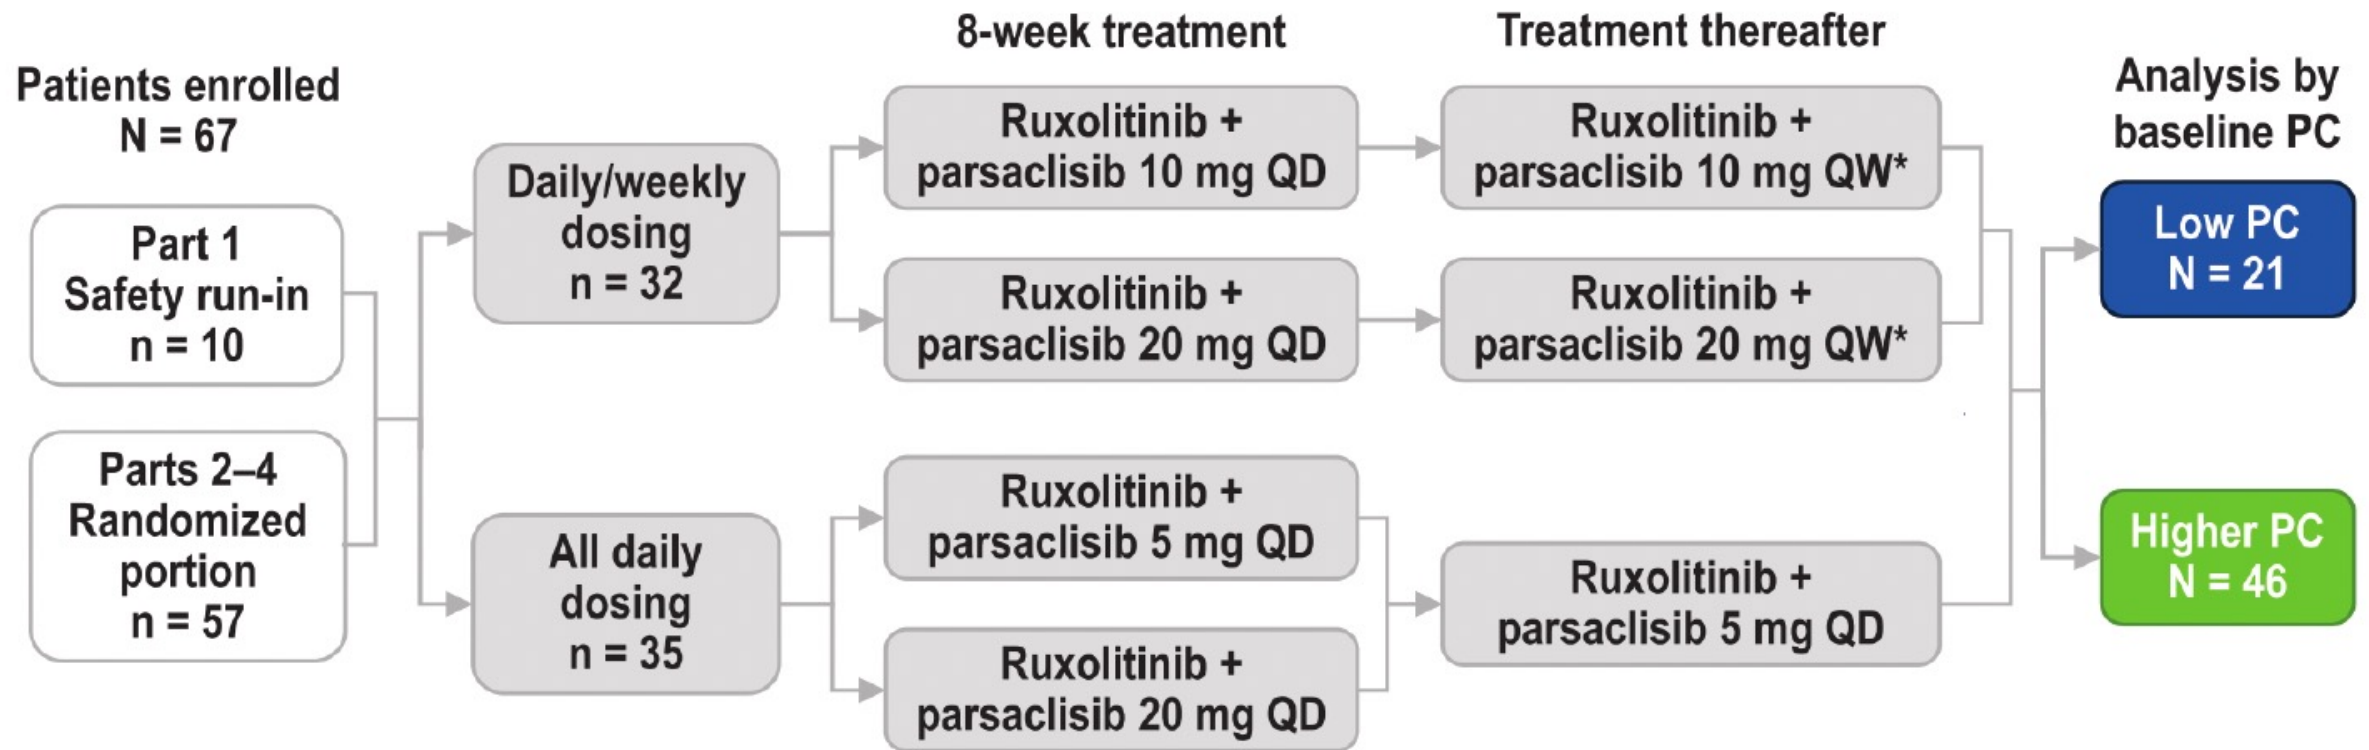 Patients enrolled
N = 67
Part 1
Safety run-in
n = 10
Parts 2–4
Randomized
portion
n = 57
Daily/weekly
dosing
n = 32
All daily
dosing
n = 35
8-week treatment
Ruxolitinib +
parsaclisib 10 mg QD
Ruxolitinib +
parsaclisib 20 mg QD
Ruxolitinib +
parsaclisib 5 mg QD
Ruxolitinib +
parsaclisib 20 mg QD
Treatment thereafter
Ruxolitinib +
parsaclisib 10 mg QW*
Ruxolitinib +
parsaclisib 20 mg QW*
Ruxolitinib +
parsaclisib 5 mg QD
Analysis by
baseline PC
Low PC
N = 21
Higher PC
N = 46